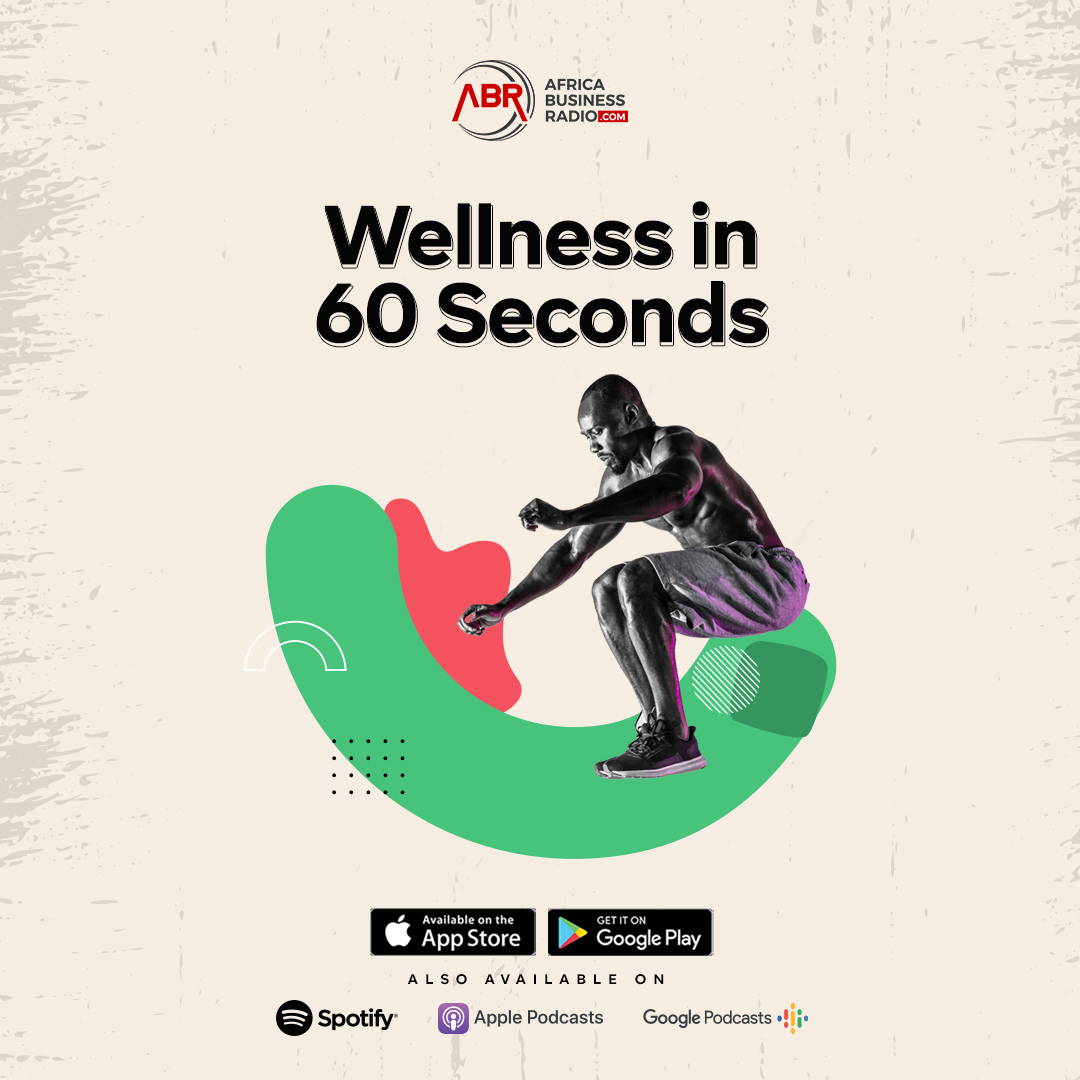 ABR
AFRICA
BUSINESS
RADIO.COM
Wellness in
60 Seconds
Available on the
App Store
GET IT ON
Google Play
ALSO AVAILABLE ON
Spotify
Apple Podcasts
Google Podcasts